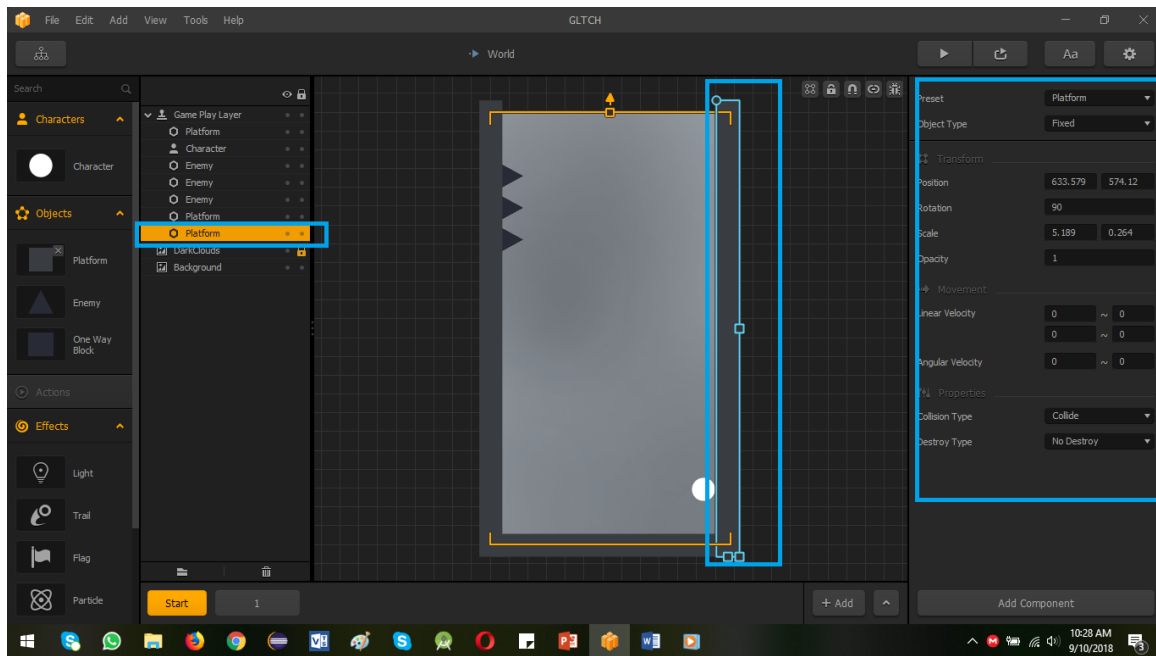 File Edit Add View Tools Help
GLTCH
World
Aa
Search
Characters
Character
Objects
Platform
Enemy
One Way
Block
Actions
Effects
Light
Trail
Flag
Particle
Game Play Layer
Platform
Character
Enemy
Enemy
Enemy
Platform
Platform
DarkClouds
Background
Start
1
+ Add
Preset Platform
Object Type Fixed
Transform
Position 633.579 574.12
Rotation 90
Scale 5.189 0.264
Opacity 1
Movement
Linear Velocity 0 ~ 0
0 ~ 0
Angular Velocity 0 ~ 0
Properties
Collision Type Collide
Destroy Type No Destroy
Add Component
10:28 AM
9/10/2018
3